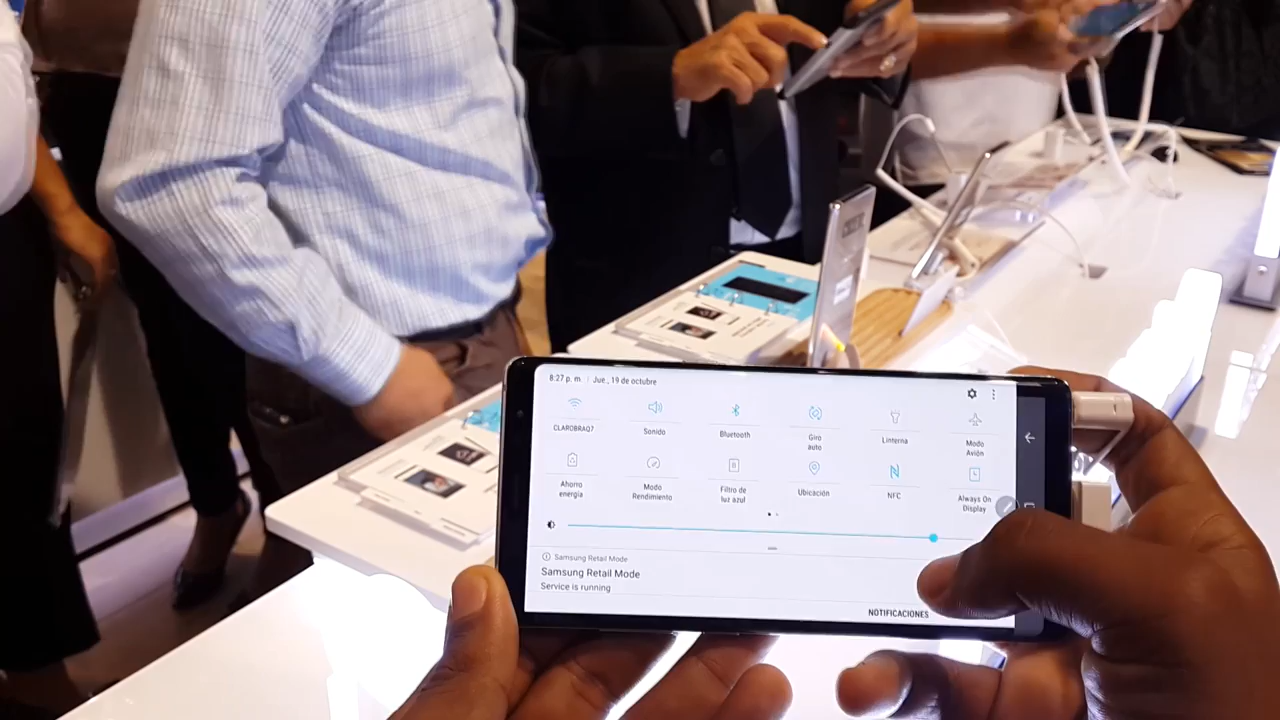 8:27 p. m. | Jue., 19 de octubre
CLAROBRAQ7
Sonido
Bluetooth
Giro
auto
Linterna
Modo
Avión
Ahorro
energía
Modo
Rendimiento
Filtro de
luz azul
Ubicación
NFC
Always On
Display
Samsung Retail Mode
Samsung Retail Mode
Service is running
NOTIFICACIONES